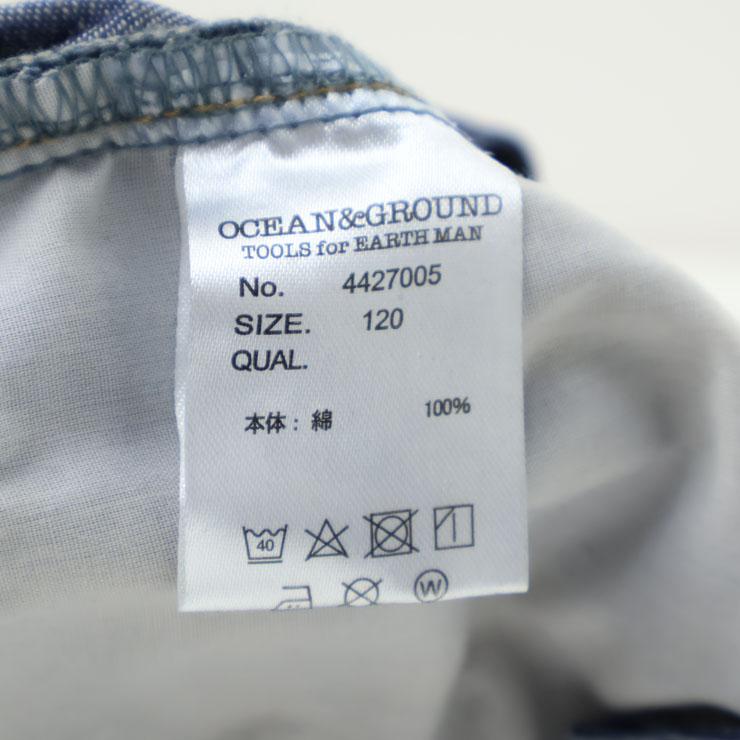 OCEAN&GROUND
TOOLS for EARTH MAN
No. 4427005
SIZE. 120
QUAL.
本体: 綿 100%
40
W